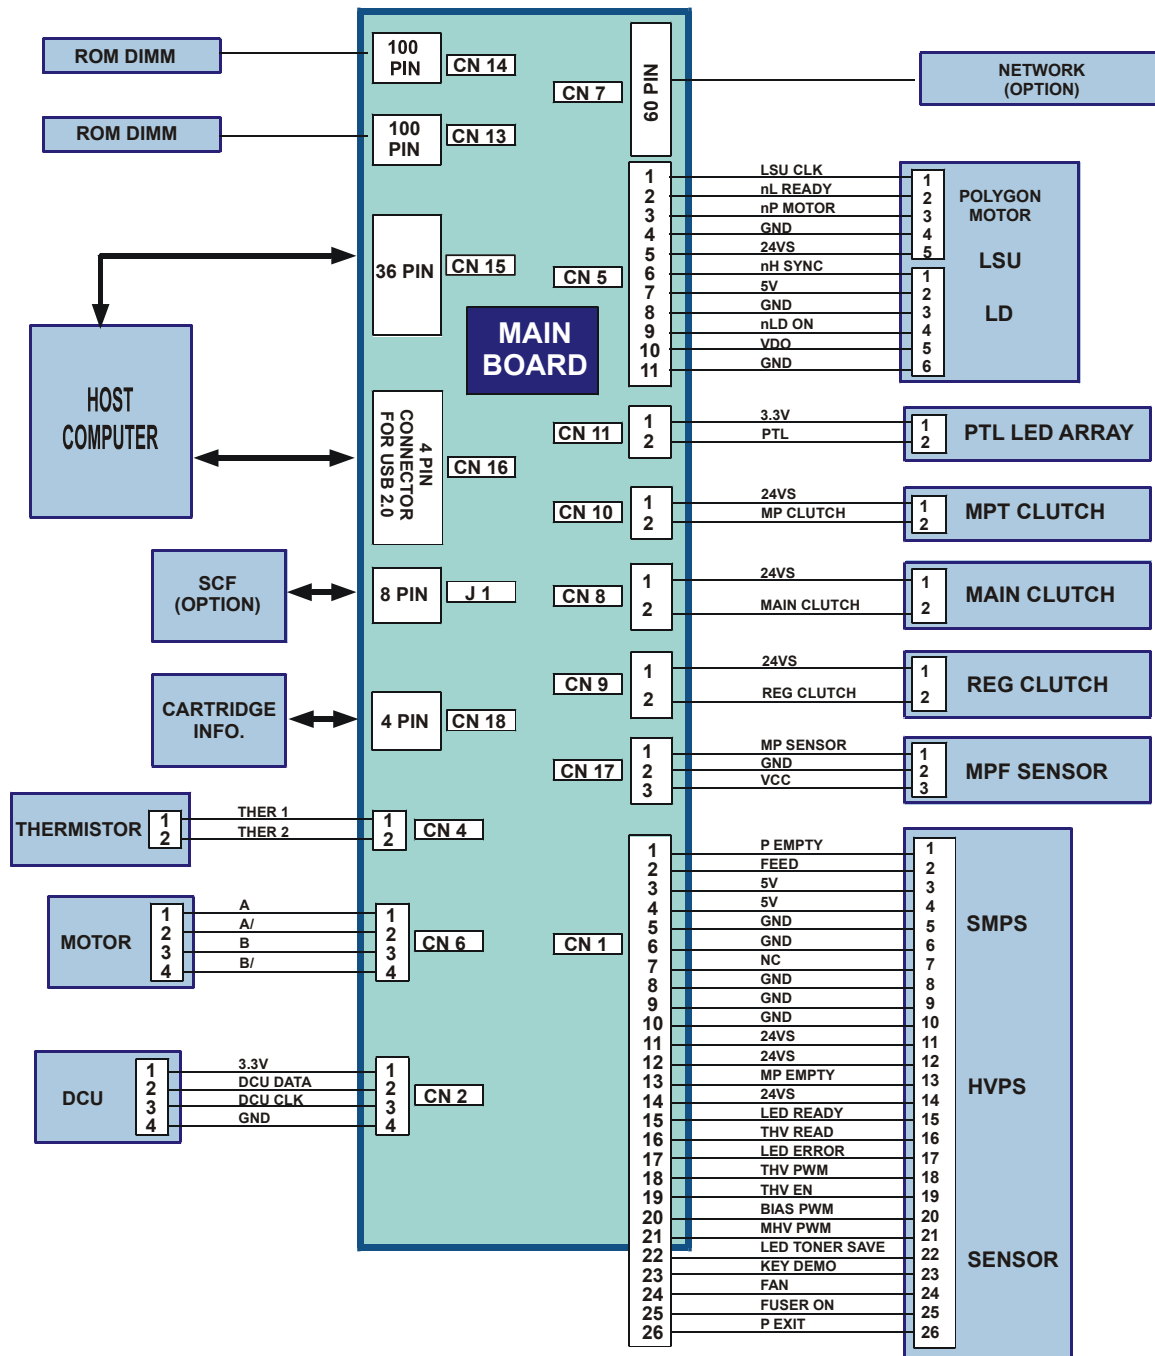 ROM DIMM
100
PIN
CN 14
ROM DIMM
100
PIN
CN 13
36 PIN
CN 15
HOST
COMPUTER
4 PIN
CONNECTOR
FOR USB 2.0
CN 16
SCF
(OPTION)
8 PIN
J 1
CARTRIDGE
INFO.
4 PIN
CN 18
THERMISTOR
1
2
THER 1
THER 2
1
2
CN 4
MOTOR
1
2
3
4
A
A/
B
B/
1
2
3
4
CN 6
DCU
1
2
3
4
3.3V
DCU DATA
DCU CLK
GND
1
2
3
4
CN 2
MAIN
BOARD
CN 7
60 PIN
NETWORK
(OPTION)
CN 5
1
2
3
4
5
6
7
8
9
10
11
LSU CLK
nL READY
nP MOTOR
GND
24VS
nH SYNC
5V
GND
nLD ON
VDO
GND
1
2
3
4
5
1
2
3
4
5
6
POLYGON
MOTOR
LSU
LD
CN 11
1
2
3.3V
PTL
1
2
PTL LED ARRAY
CN 10
1
2
24VS
MP CLUTCH
1
2
MPT CLUTCH
CN 8
1
2
24VS
MAIN CLUTCH
1
2
MAIN CLUTCH
CN 9
1
2
24VS
REG CLUTCH
1
2
REG CLUTCH
CN 17
1
2
3
MP SENSOR
GND
VCC
1
2
3
MPF SENSOR
CN 1
1
2
3
4
5
6
7
8
9
10
11
12
13
14
15
16
17
18
19
20
21
22
23
24
25
26
P EMPTY
FEED
5V
5V
GND
GND
NC
GND
GND
GND
24VS
24VS
MP EMPTY
24VS
LED READY
THV READ
LED ERROR
THV PWM
THV EN
BIAS PWM
MHV PWM
LED TONER SAVE
KEY DEMO
FAN
FUSER ON
P EXIT
1
2
3
4
5
6
7
8
9
10
11
12
13
14
15
16
17
18
19
20
21
22
23
24
25
26
SMPS
HVPS
SENSOR